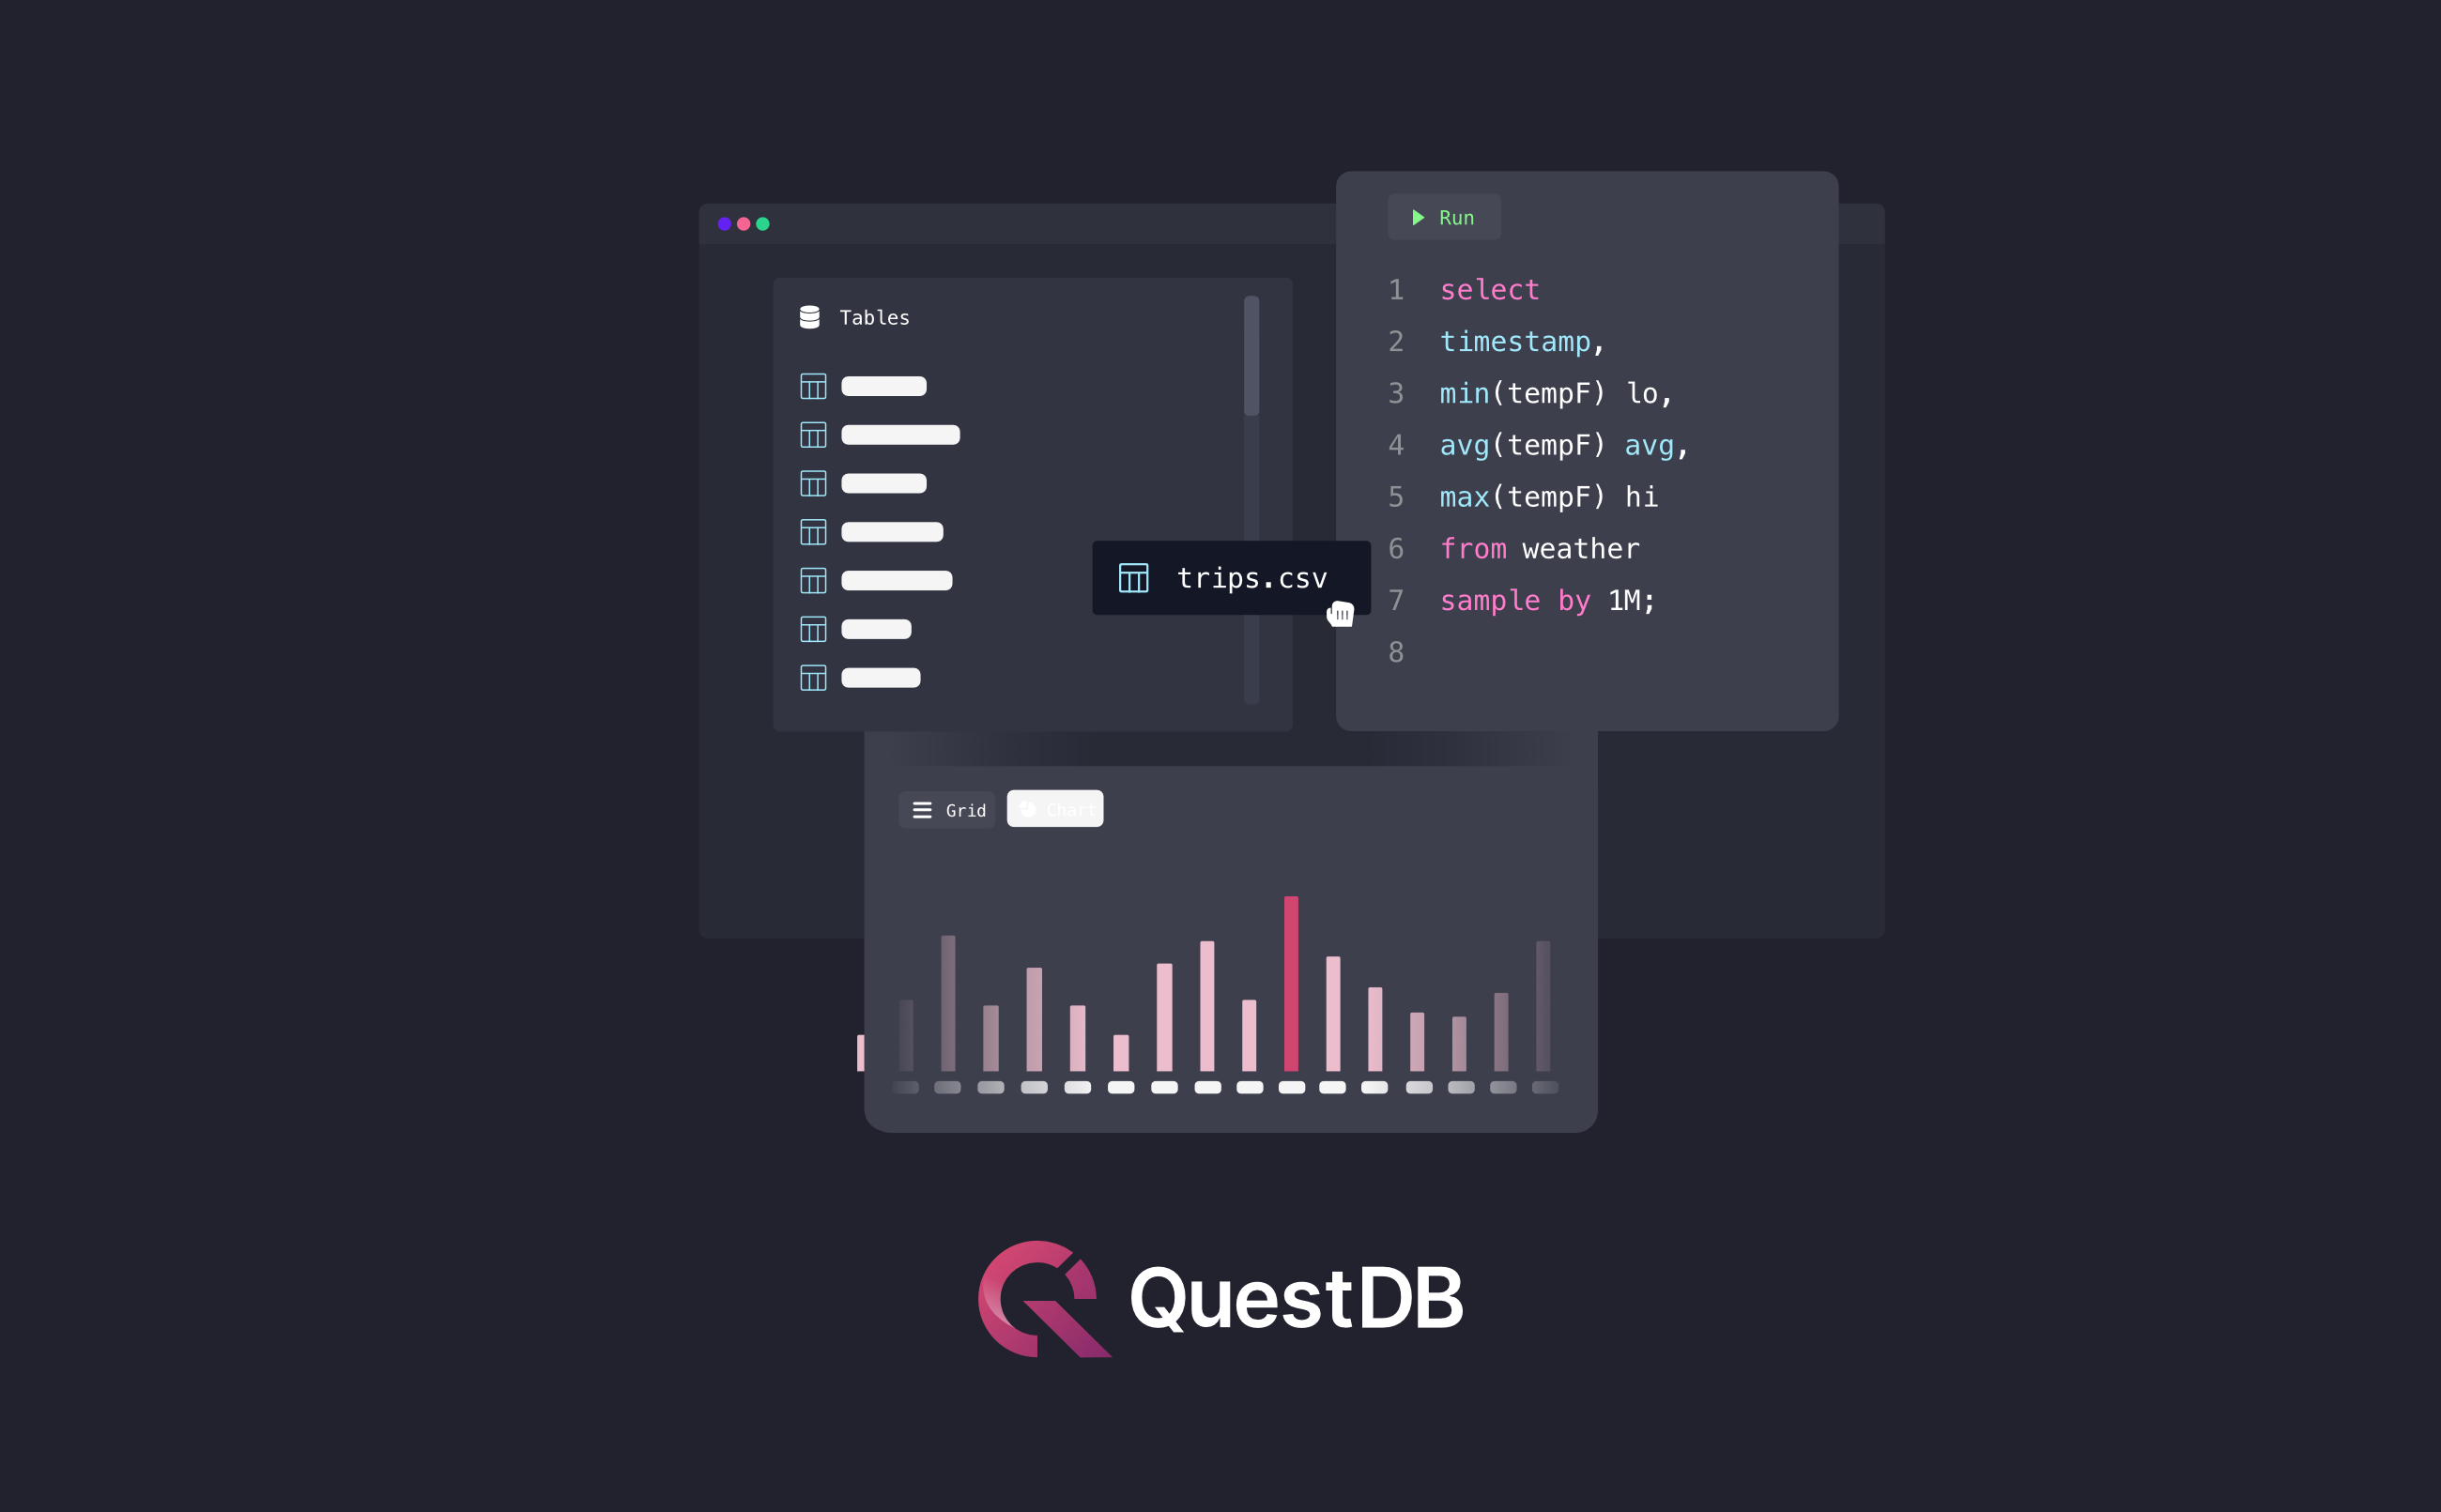 Tables
trips.csv
Run
1 select
2 timestamp,
3 min(tempF) lo,
4 avg(tempF) avg,
5 max(tempF) hi
6 from weather
7 sample by 1M;
8
Grid
Chart
QuestDB